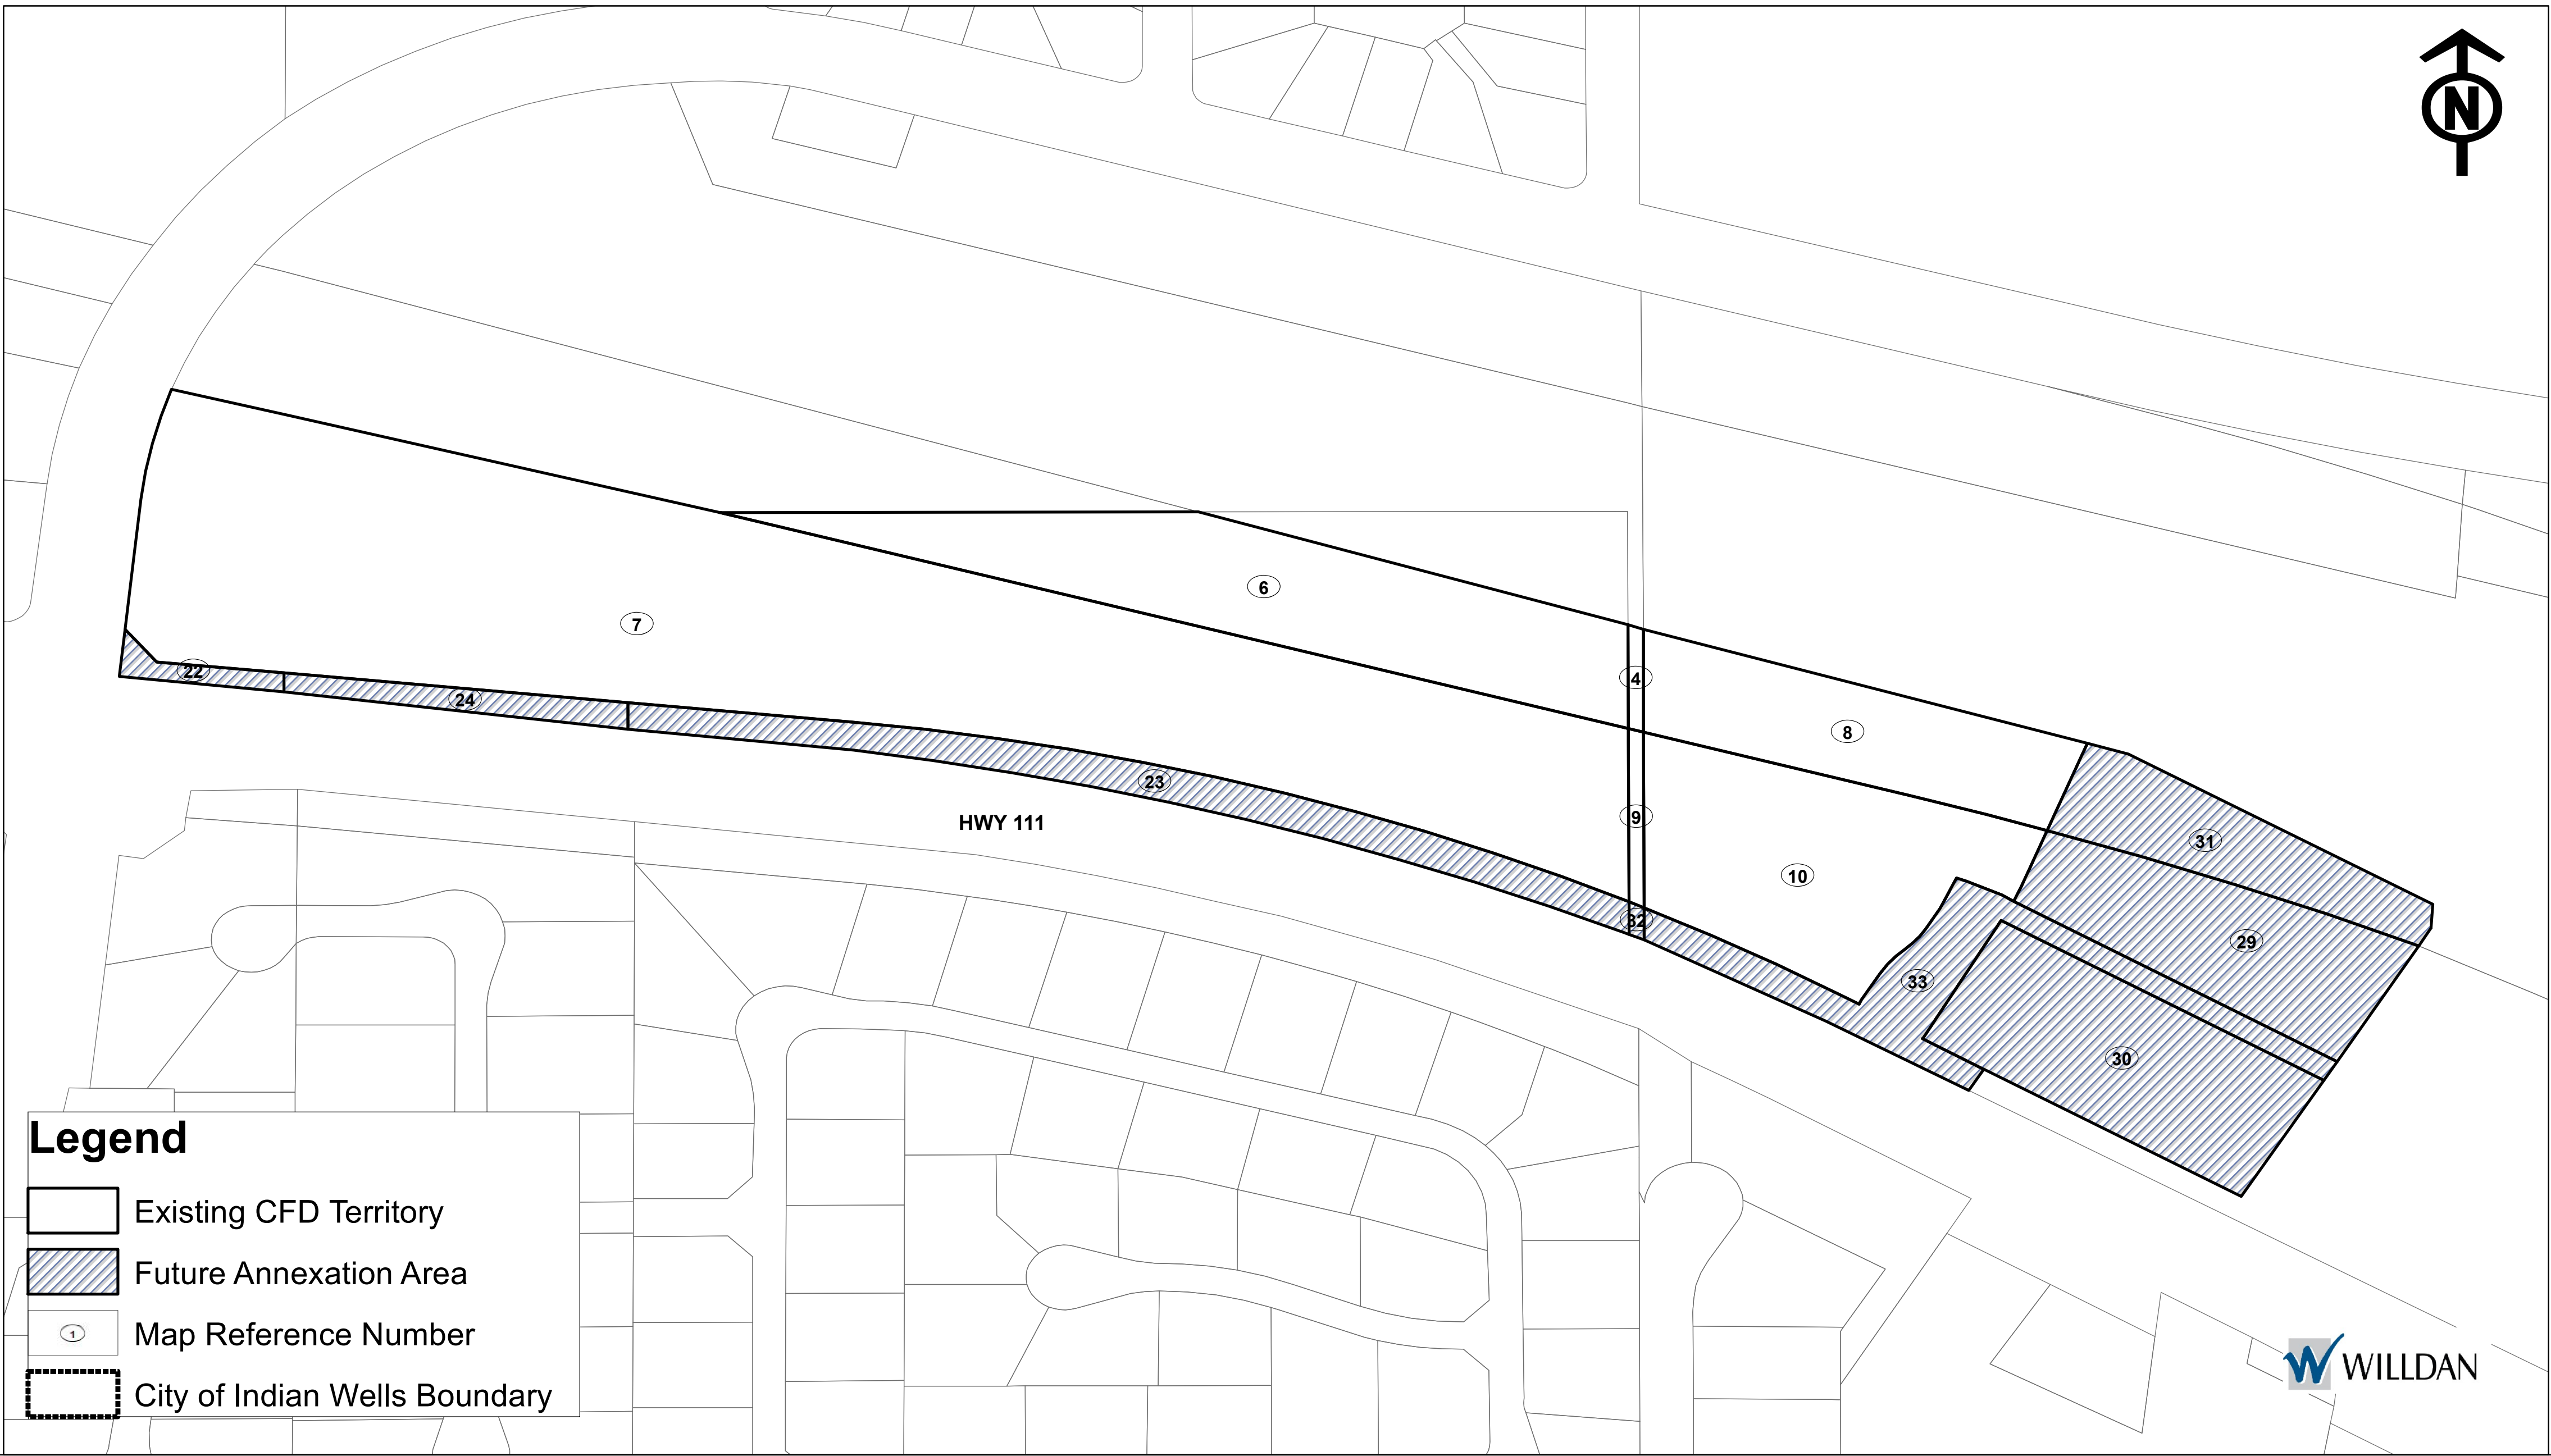 N
6
7
4
22
24
8
23
HWY 111
9
31
10
32
29
33
30
Legend
Existing CFD Territory
Future Annexation Area
1 Map Reference Number
City of Indian Wells Boundary
W WILLDAN